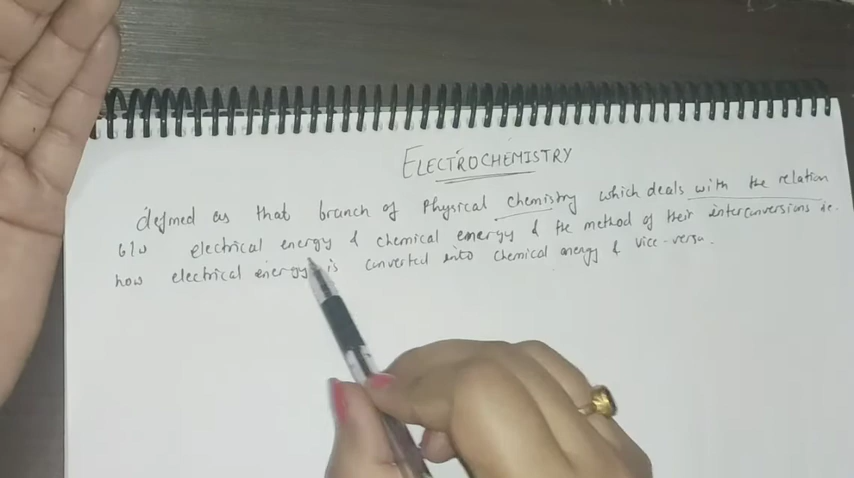 ELECTROCHEMISTRY
defined as that branch of Physical chemistry which deals with the relation
b/w electrical energy & chemical energy & the method of their interconversions i.e.
how electrical energy is converted into chemical energy & vice-versa.